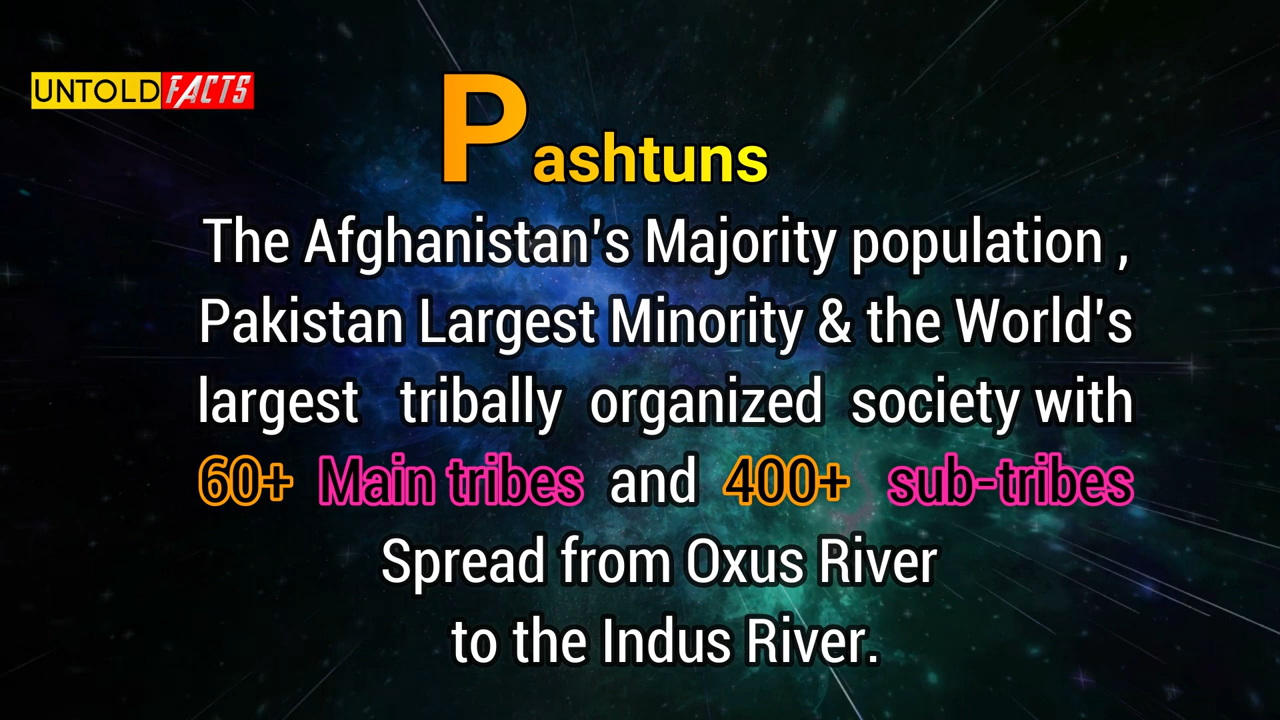 UNTOLD FACTS
Pashtuns
The Afghanistan's Majority population ,
Pakistan Largest Minority & the World's
largest tribally organized society with
60+ Main tribes and 400+ sub-tribes
Spread from Oxus River
to the Indus River.